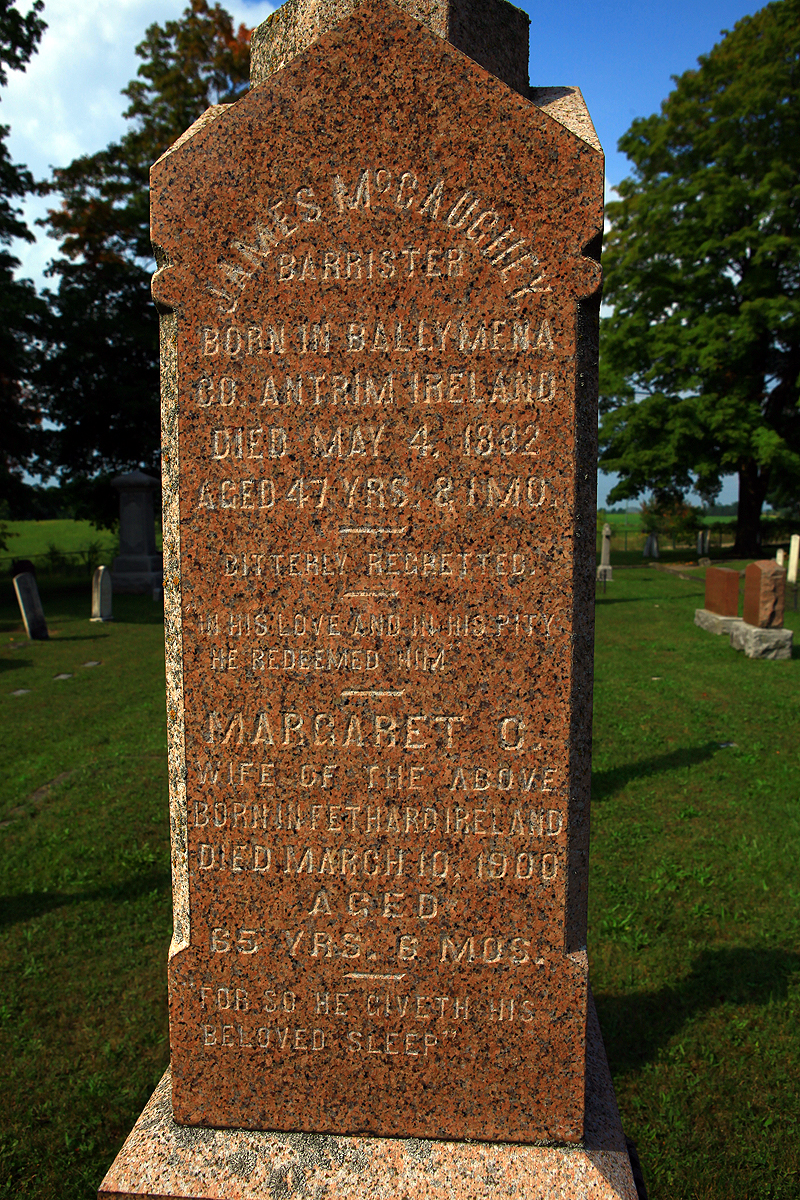 JAMES McCAUGHEY
BARRISTER
BORN IN BALLYMENA
CO. ANTRIM IRELAND
DIED MAY 4, 1882
AGED 47 YRS. & 1 MO.
BITTERLY REGRETTED.
"IN HIS LOVE AND IN HIS PITY
HE REDEEMED HIM"
MARGARET C.
WIFE OF THE ABOVE
BORN IN FETHARD IRELAND
DIED MARCH 10, 1900
AGED
65 YRS. 6 MOS.
"FOR SO HE GIVETH HIS
BELOVED SLEEP"